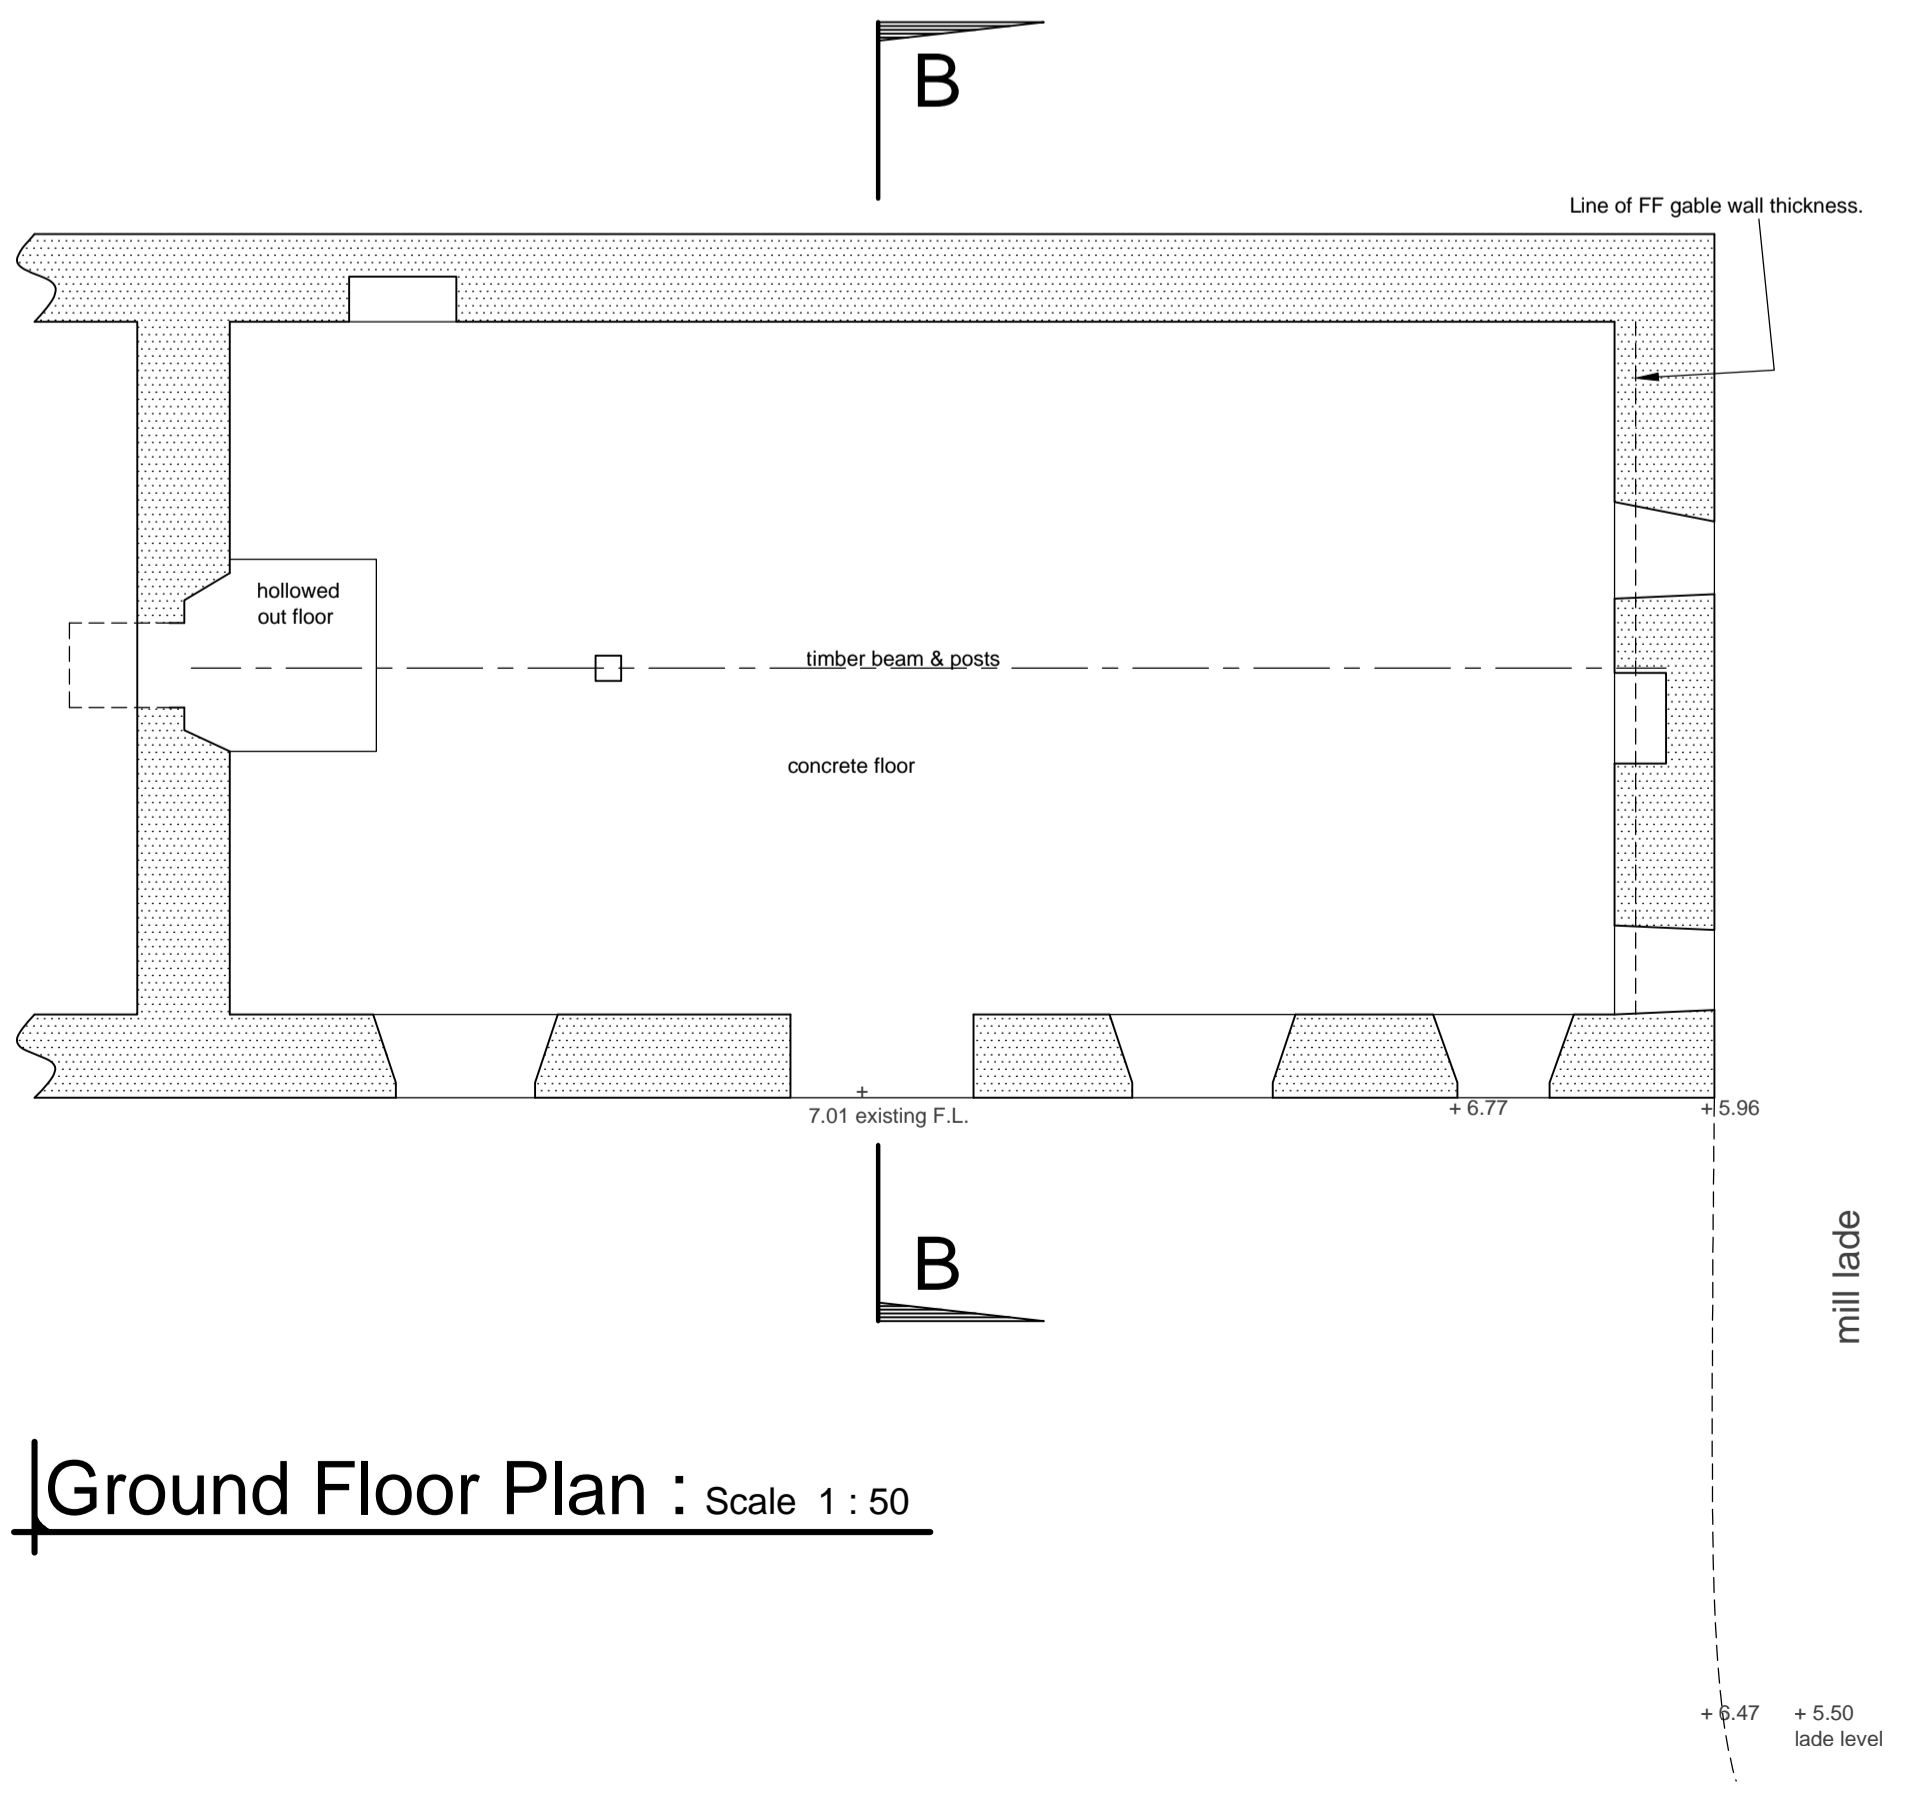 B
Line of FF gable wall thickness.
hollowed
out floor
timber beam & posts
concrete floor
+
7.01 existing F.L.
+ 6.77
+ 5.96
B
mill lade
Ground Floor Plan : Scale 1 : 50
+ 6.47
+ 5.50
lade level